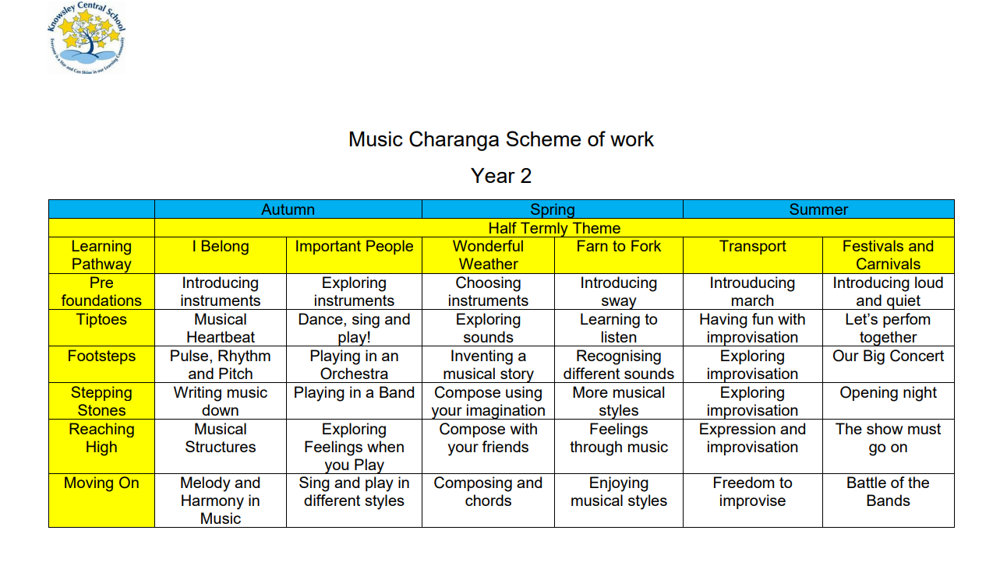 Knowsley Central School
Everyone is a Star and Can Shine in our Learning Community
Music Charanga Scheme of work
Year 2
Autumn Spring Summer
Half Termly Theme
Learning Pathway I Belong Important People Wonderful Weather Farn to Fork Transport Festivals and Carnivals
Pre foundations Introducing instruments Exploring instruments Choosing instruments Introducing sway Introuducing march Introducing loud and quiet
Tiptoes Musical Heartbeat Dance, sing and play! Exploring sounds Learning to listen Having fun with improvisation Let’s perfom together
Footsteps Pulse, Rhythm and Pitch Playing in an Orchestra Inventing a musical story Recognising different sounds Exploring improvisation Our Big Concert
Stepping Stones Writing music down Playing in a Band Compose using your imagination More musical styles Exploring improvisation Opening night
Reaching High Musical Structures Exploring Feelings when you Play Compose with your friends Feelings through music Expression and improvisation The show must go on
Moving On Melody and Harmony in Music Sing and play in different styles Composing and chords Enjoying musical styles Freedom to improvise Battle of the Bands